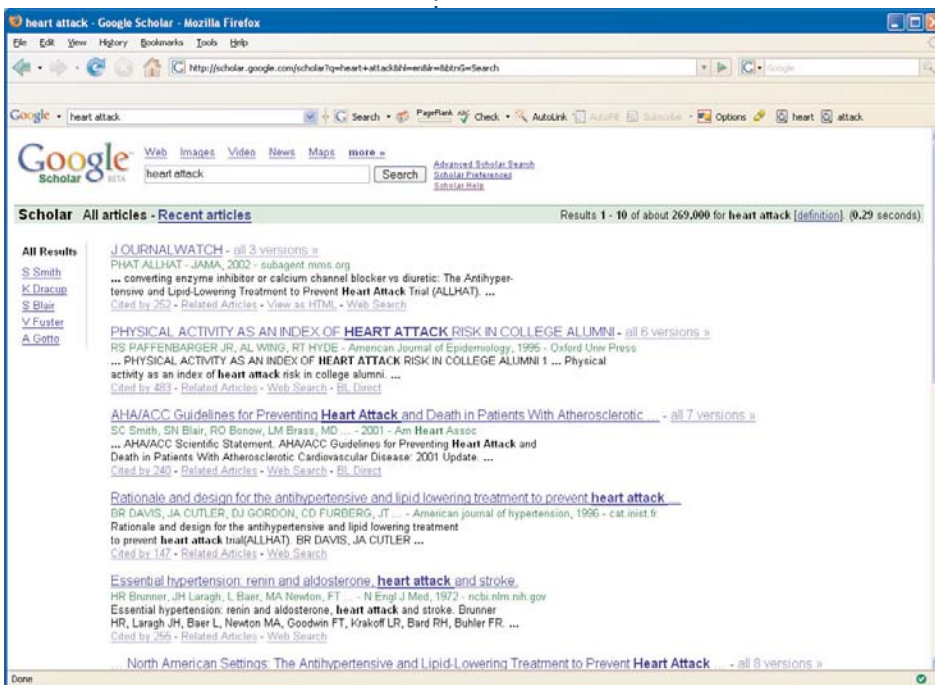 heart attack - Google Scholar - Mozilla Firefox
File Edit View History Bookmarks Tools Help
http://scholar.google.com/scholar?q=heart+attack&hl=en&lr=&btnG=Search
Google
Google heart attack Search PageRank Check AutoLink AutoFill Subscribe Options heart attack
Web Images Video News Maps more »
Google Scholar BETA
heart attack Search
Advanced Scholar Search
Scholar Preferences
Scholar Help
Scholar All articles - Recent articles Results 1 - 10 of about 269,000 for heart attack [definition]. (0.29 seconds)
All Results
S Smith
K Dracup
S Blair
V Fuster
A Gotto
J OURNALWATCH - all 3 versions »
PHAT ALLHAT - JAMA, 2002 - subagent.mms.org
... converting enzyme inhibitor or calcium channel blocker vs diuretic: The Antihyper-
tensive and Lipid-Lowering Treatment to Prevent Heart Attack Trial (ALLHAT). ...
Cited by 252 - Related Articles - View as HTML - Web Search
PHYSICAL ACTIVITY AS AN INDEX OF HEART ATTACK RISK IN COLLEGE ALUMNI - all 6 versions »
RS PAFFENBARGER JR, AL WING, RT HYDE - American Journal of Epidemiology, 1995 - Oxford Univ Press
... PHYSICAL ACTIVITY AS AN INDEX OF HEART ATTACK RISK IN COLLEGE ALUMNI 1 ... Physical
activity as an index of heart attack risk in college alumni. ...
Cited by 483 - Related Articles - Web Search - BL Direct
AHA/ACC Guidelines for Preventing Heart Attack and Death in Patients With Atherosclerotic ... - all 7 versions »
SC Smith, SN Blair, RO Bonow, LM Brass, MD ... - 2001 - Am Heart Assoc
... AHA/ACC Scientific Statement. AHA/ACC Guidelines for Preventing Heart Attack and
Death in Patients With Atherosclerotic Cardiovascular Disease: 2001 Update. ...
Cited by 240 - Related Articles - Web Search - BL Direct
Rationale and design for the antihypertensive and lipid lowering treatment to prevent heart attack ...
BR DAVIS, JA CUTLER, DJ GORDON, CD FURBERG, JT ... - American journal of hypertension, 1996 - cat.inist.fr
Rationale and design for the antihypertensive and lipid lowering treatment
to prevent heart attack trial(ALLHAT). BR DAVIS, JA CUTLER ...
Cited by 147 - Related Articles - Web Search
Essential hypertension: renin and aldosterone, heart attack and stroke.
HR Brunner, JH Laragh, L Baer, MA Newton, FT ... - N Engl J Med, 1972 - ncbi.nlm.nih.gov
Essential hypertension: renin and aldosterone, heart attack and stroke. Brunner
HR, Laragh JH, Baer L, Newton MA, Goodwin FT, Krakoff LR, Bard RH, Buhler FR. ...
Cited by 256 - Related Articles - Web Search
... North American Settings: The Antihypertensive and Lipid-Lowering Treatment to Prevent Heart Attack ... - all 8 versions »
Done